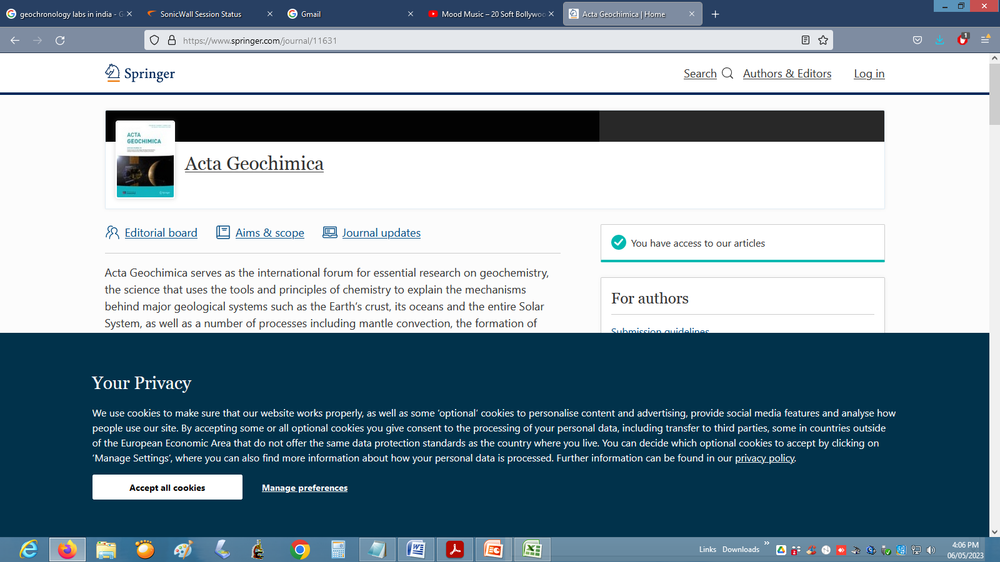 geochronology labs in india - G
SonicWall Session Status
Gmail
Mood Music – 20 Soft Bollywoo
Acta Geochimica | Home
https://www.springer.com/journal/11631
1
Springer
Search
Authors & Editors
Log in
ACTA
GEOCHIMICA
Acta Geochimica
Editorial board
Aims & scope
Journal updates
You have access to our articles
Acta Geochimica serves as the international forum for essential research on geochemistry,
the science that uses the tools and principles of chemistry to explain the mechanisms
behind major geological systems such as the Earth‘s crust, its oceans and the entire Solar
System, as well as a number of processes including mantle convection, the formation of
For authors
Submission guidelines
Your Privacy
We use cookies to make sure that our website works properly, as well as some ‘optional’ cookies to personalise content and advertising, provide social media features and analyse how
people use our site. By accepting some or all optional cookies you give consent to the processing of your personal data, including transfer to third parties, some in countries outside
of the European Economic Area that do not offer the same data protection standards as the country where you live. You can decide which optional cookies to accept by clicking on
‘Manage Settings’, where you can also find more information about how your personal data is processed. Further information can be found in our privacy policy.
Accept all cookies
Manage preferences
Links
Downloads
2
4:06 PM
06/05/2023